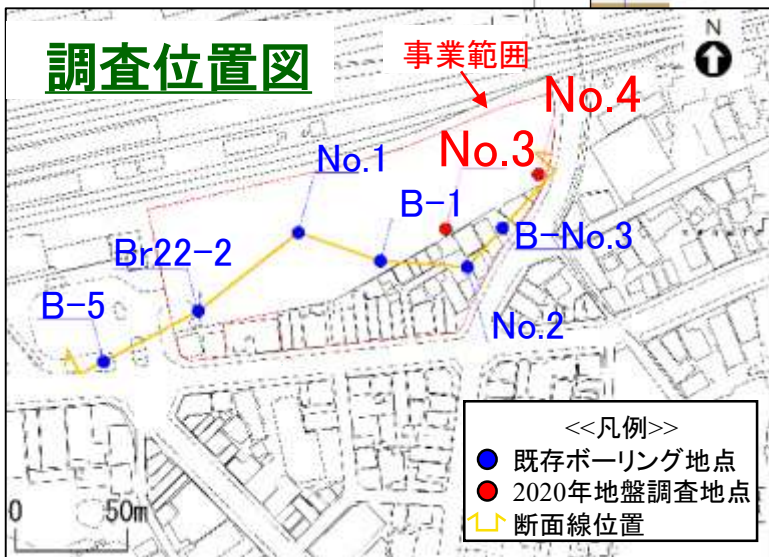 調査位置図
事業範囲
N
No.4
No.3
No.1
B-1
B-No.3
Br22-2
B-5
No.2
<<凡例>>
既存ボーリング地点
2020年地盤調査地点
断面線位置
0 50m